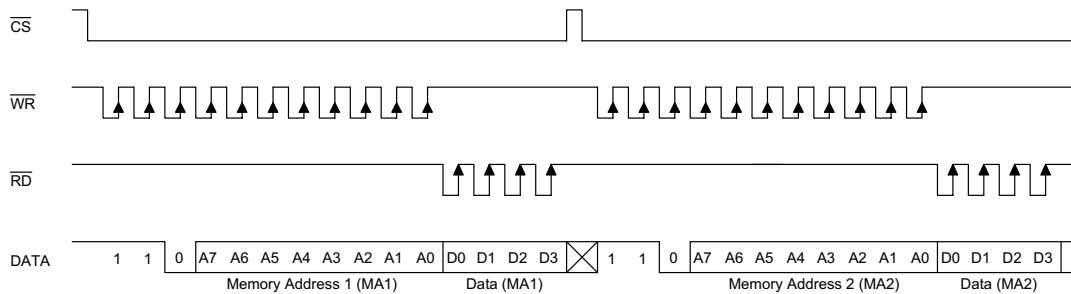 CS
WR
RD
DATA 1 1 0 A7 A6 A5 A4 A3 A2 A1 A0 D0 D1 D2 D3 1 1 0 A7 A6 A5 A4 A3 A2 A1 A0 D0 D1 D2 D3
Memory Address 1 (MA1) Data (MA1) Memory Address 2 (MA2) Data (MA2)